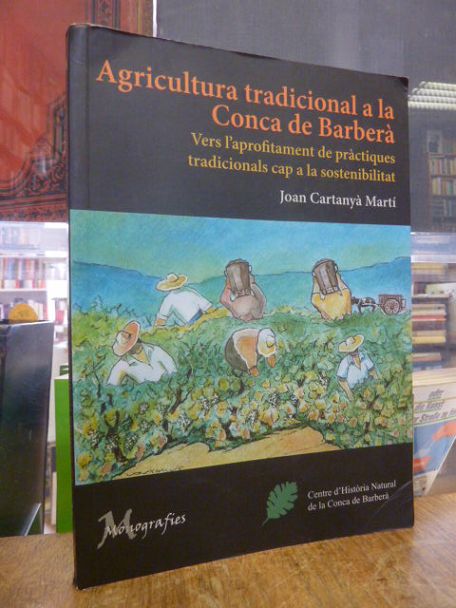 Agricultura tradicional a la
Conca de Barberà
Vers l'aprofitament de pràctiques
tradicionals cap a la sostenibilitat
Joan Cartanyà Martí
Monografies
Centre d'Història Natural
de la Conca de Barberà